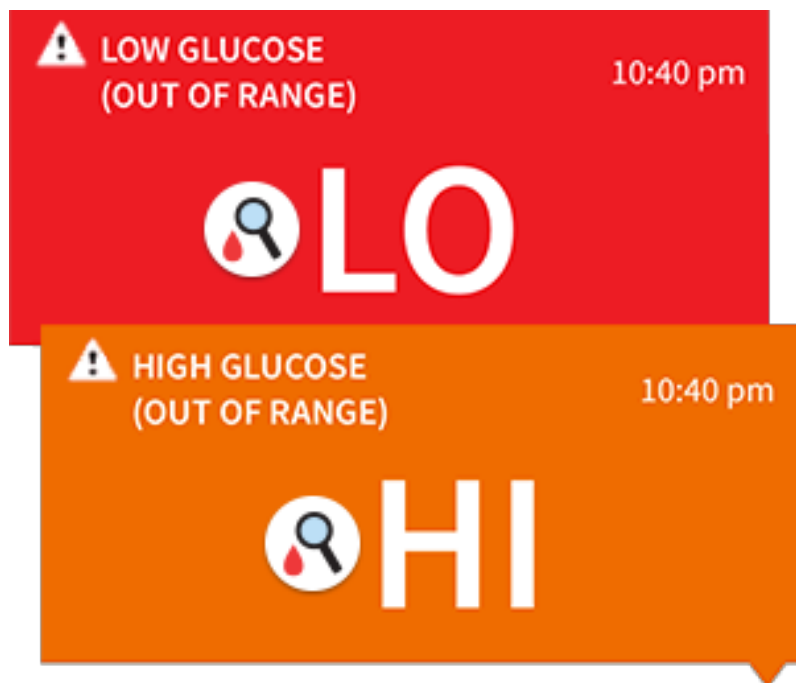 LOW GLUCOSE
(OUT OF RANGE)
10:40 pm
LO
HIGH GLUCOSE
(OUT OF RANGE)
10:40 pm
HI